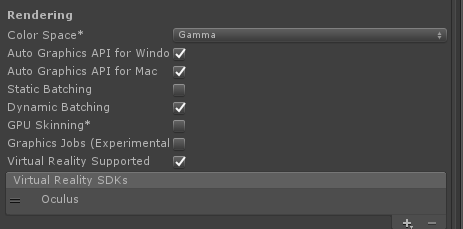 Rendering
Color Space* Gamma
Auto Graphics API for Windo
Auto Graphics API for Mac
Static Batching
Dynamic Batching
GPU Skinning*
Graphics Jobs (Experimental
Virtual Reality Supported
Virtual Reality SDKs
Oculus